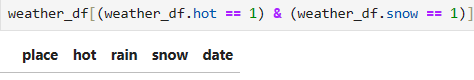 weather_df[(weather_df.hot == 1) & (weather_df.snow == 1)]
place hot rain snow date